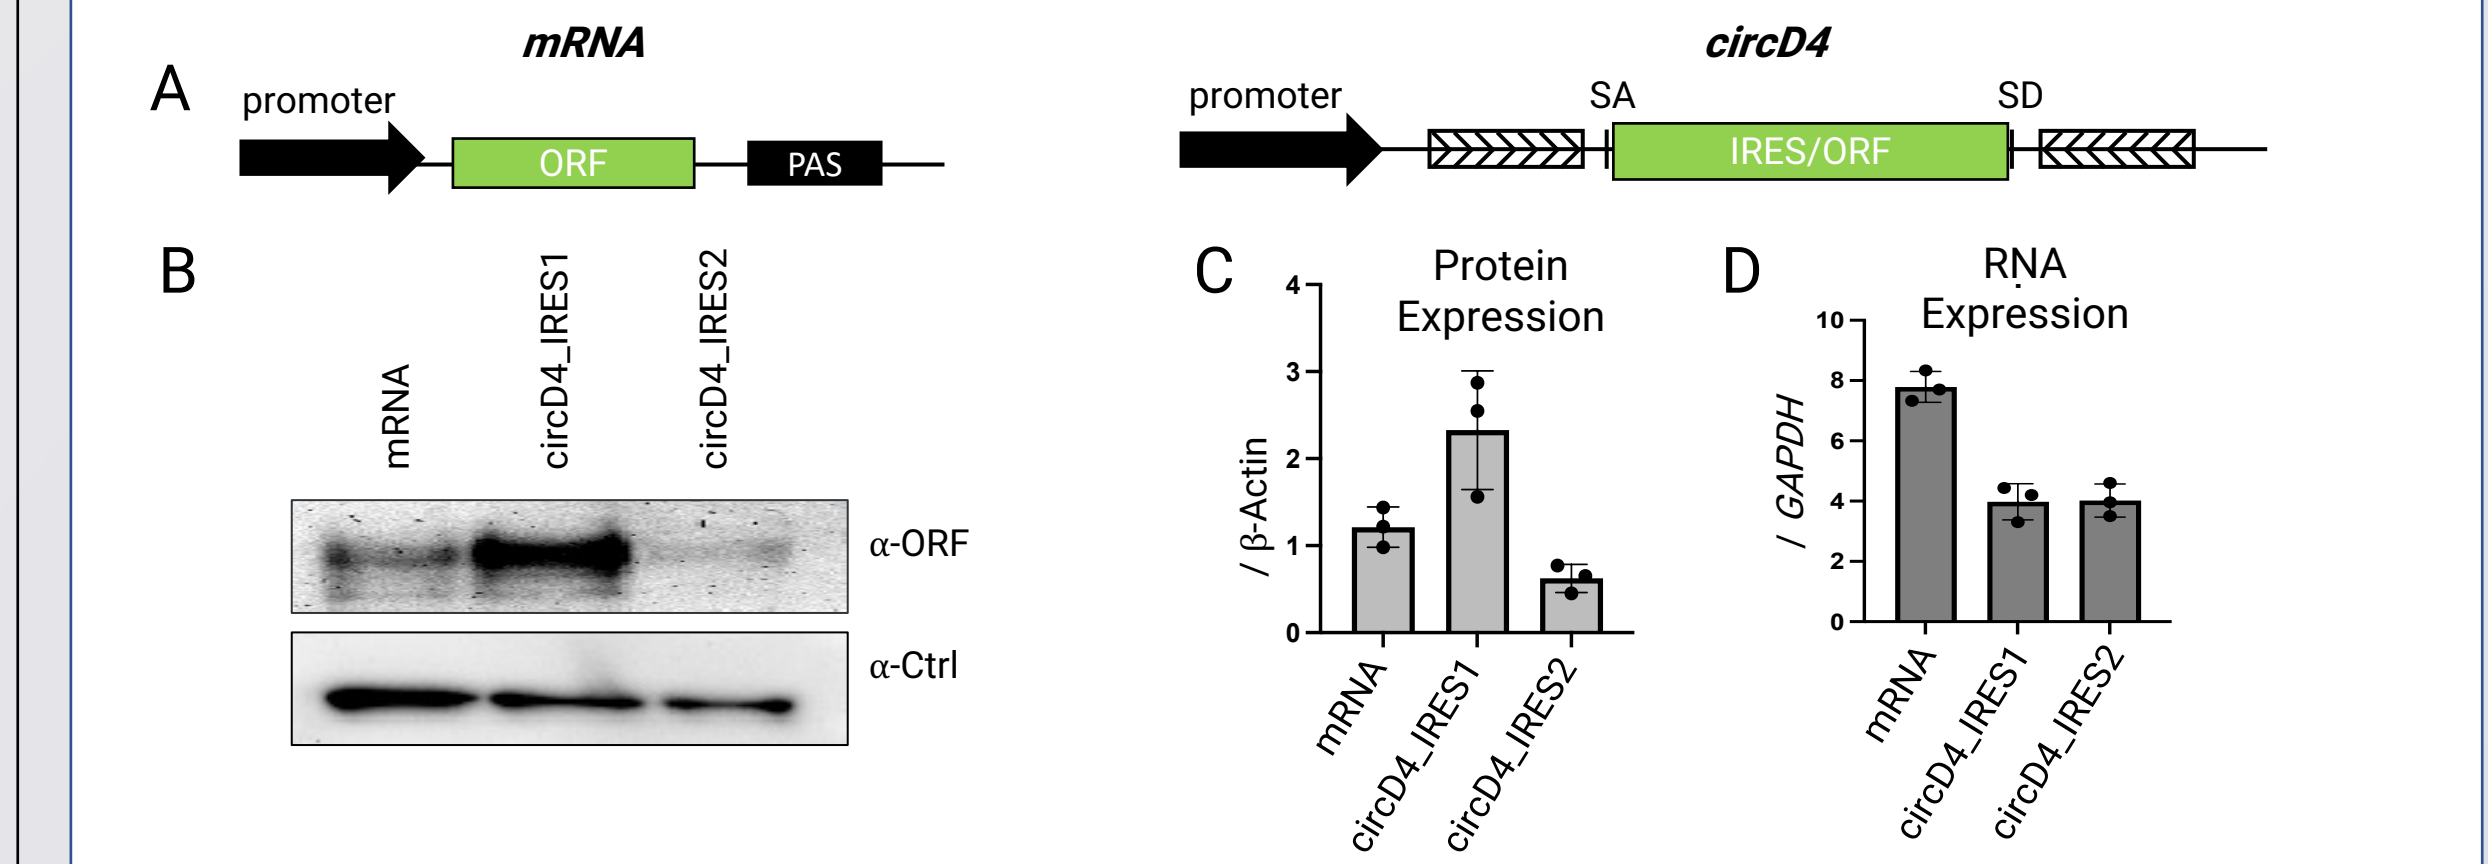 A
mRNA
promoter
ORF
PAS
circD4
promoter
SA
SD
IRES/ORF
B
mRNA
circD4_IRES1
circD4_IRES2
α-ORF
α-Ctrl
C
Protein
Expression
/ β-Actin
4
3
2
1
0
mRNA
circD4_IRES1
circD4_IRES2
D
RNA
Expression
/ GAPDH
10
8
6
4
2
0
mRNA
circD4_IRES1
circD4_IRES2